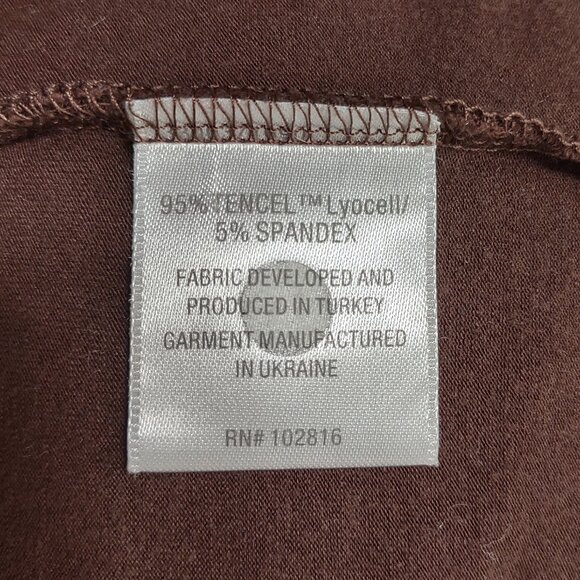 95% TENCEL™ Lyocell/
5% SPANDEX
FABRIC DEVELOPED AND
PRODUCED IN TURKEY
GARMENT MANUFACTURED
IN UKRAINE
RN# 102816